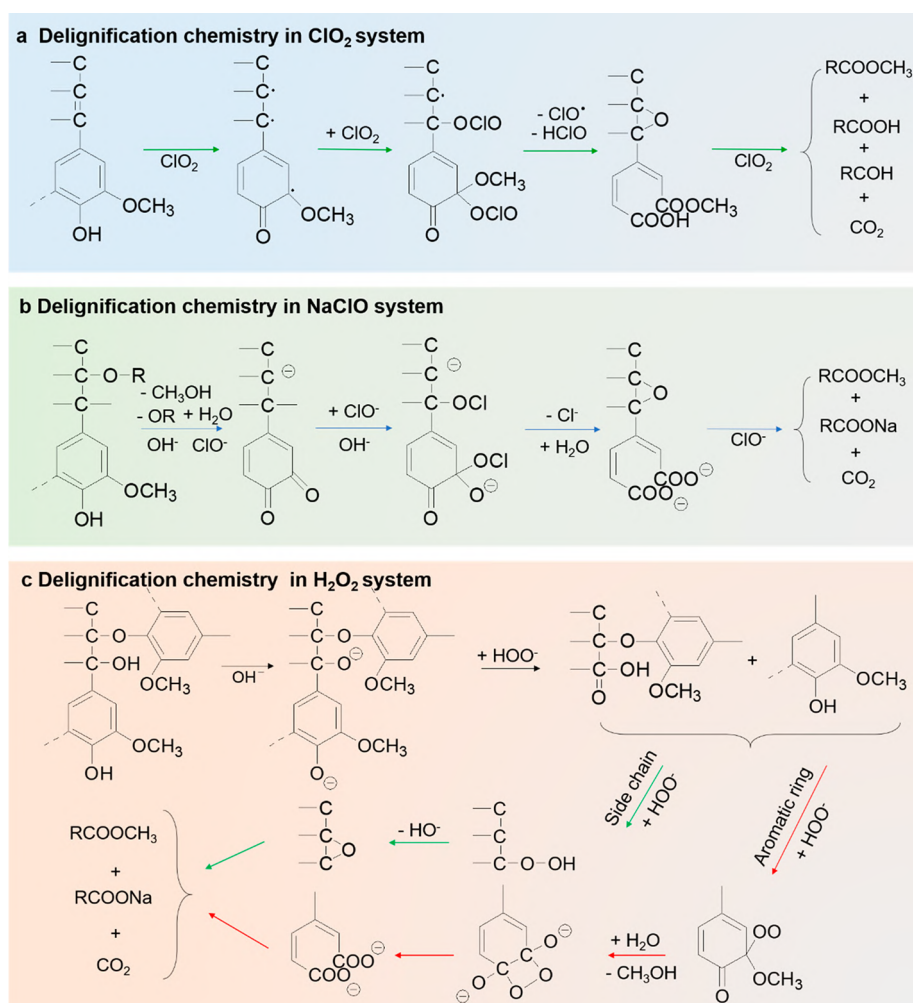 a Delignification chemistry in ClO₂ system
C
C
C
OCH₃
OH
ClO₂
C
C·
C·
·
OCH₃
O
+ ClO₂
C
C·
C
OClO
OCH₃
OClO
O
- ClO•
- HClO
C
C
C
O
COOCH₃
COOH
ClO₂
RCOOCH₃
+
RCOOH
+
RCOH
+
CO₂
b Delignification chemistry in NaClO system
C
C
O
R
C
OCH₃
OH
- CH₃OH
- OR + H₂O
OH⁻ ClO⁻
C
C ⊖
C
O
O
+ ClO⁻
OH⁻
C
C ⊖
C
OCl
OCl
O ⊖
O
- Cl⁻
+ H₂O
C
C
C
O
COO ⊖
COO ⊖
ClO⁻
RCOOCH₃
+
RCOONa
+
CO₂
c Delignification chemistry in H₂O₂ system
C
C
O
C
OH
OCH₃
OCH₃
OH
OH⁻
C
C
O
C
O ⊖
OCH₃
OCH₃
O ⊖
+ HOO⁻
C
C
O
C
OH
O
OCH₃
+
OCH₃
OH
Side chain
+ HOO⁻
Aromatic ring
+ HOO⁻
C
C
C
OOH
- HO⁻
C
C
C
O
RCOOCH₃
+
RCOONa
+
CO₂
OO
OCH₃
O
+ H₂O
- CH₃OH
O ⊖
C
C
O
O
O
⊖
COO ⊖
COO ⊖